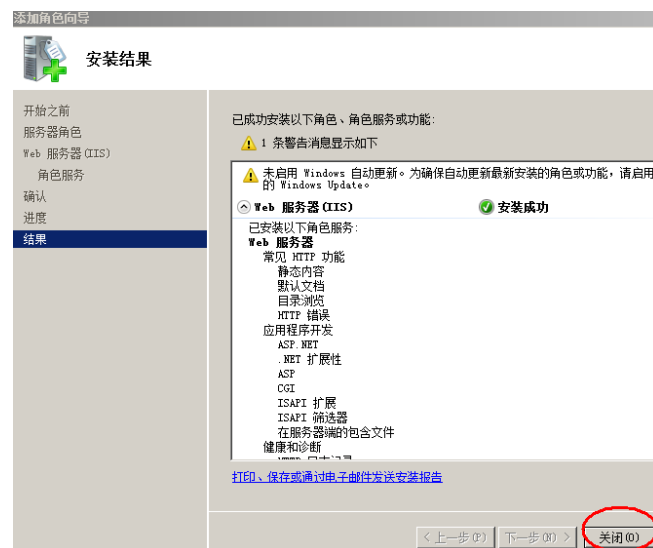 添加角色向导
安装结果
开始之前
服务器角色
Web 服务器(IIS)
角色服务
确认
进度
结果
已成功安装以下角色、角色服务或功能:
1 条警告消息显示如下
未启用 Windows 自动更新。为确保自动更新最新安装的角色或功能，请启用
的 Windows Update。
Web 服务器(IIS) 安装成功
已安装以下角色服务:
Web 服务器
常见 HTTP 功能
静态内容
默认文档
目录浏览
HTTP 错误
应用程序开发
ASP.NET
.NET 扩展性
ASP
CGI
ISAPI 扩展
ISAPI 筛选器
在服务器端的包含文件
健康和诊断
打印、保存或通过电子邮件发送安装报告
< 上一步(P) 下一步(N) > 关闭(O)